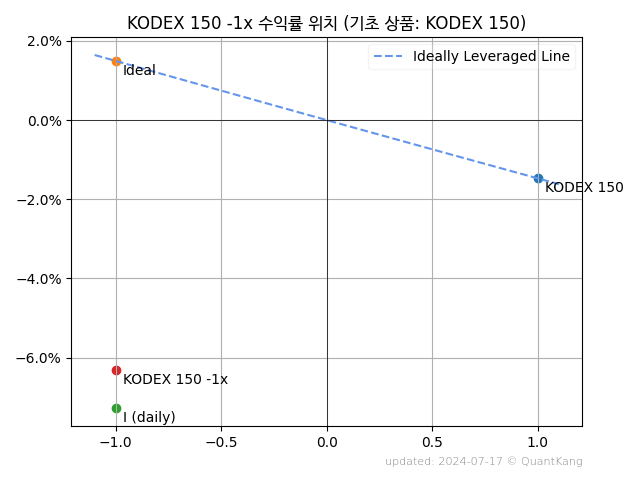 KODEX 150 -1x 수익률 위치 (기초 상품: KODEX 150)
2.0%
0.0%
−2.0%
−4.0%
−6.0%
Ideally Leveraged Line
Ideal
KODEX 150
KODEX 150 -1x
I (daily)
−1.0
−0.5
0.0
0.5
1.0
updated: 2024-07-17 © QuantKang